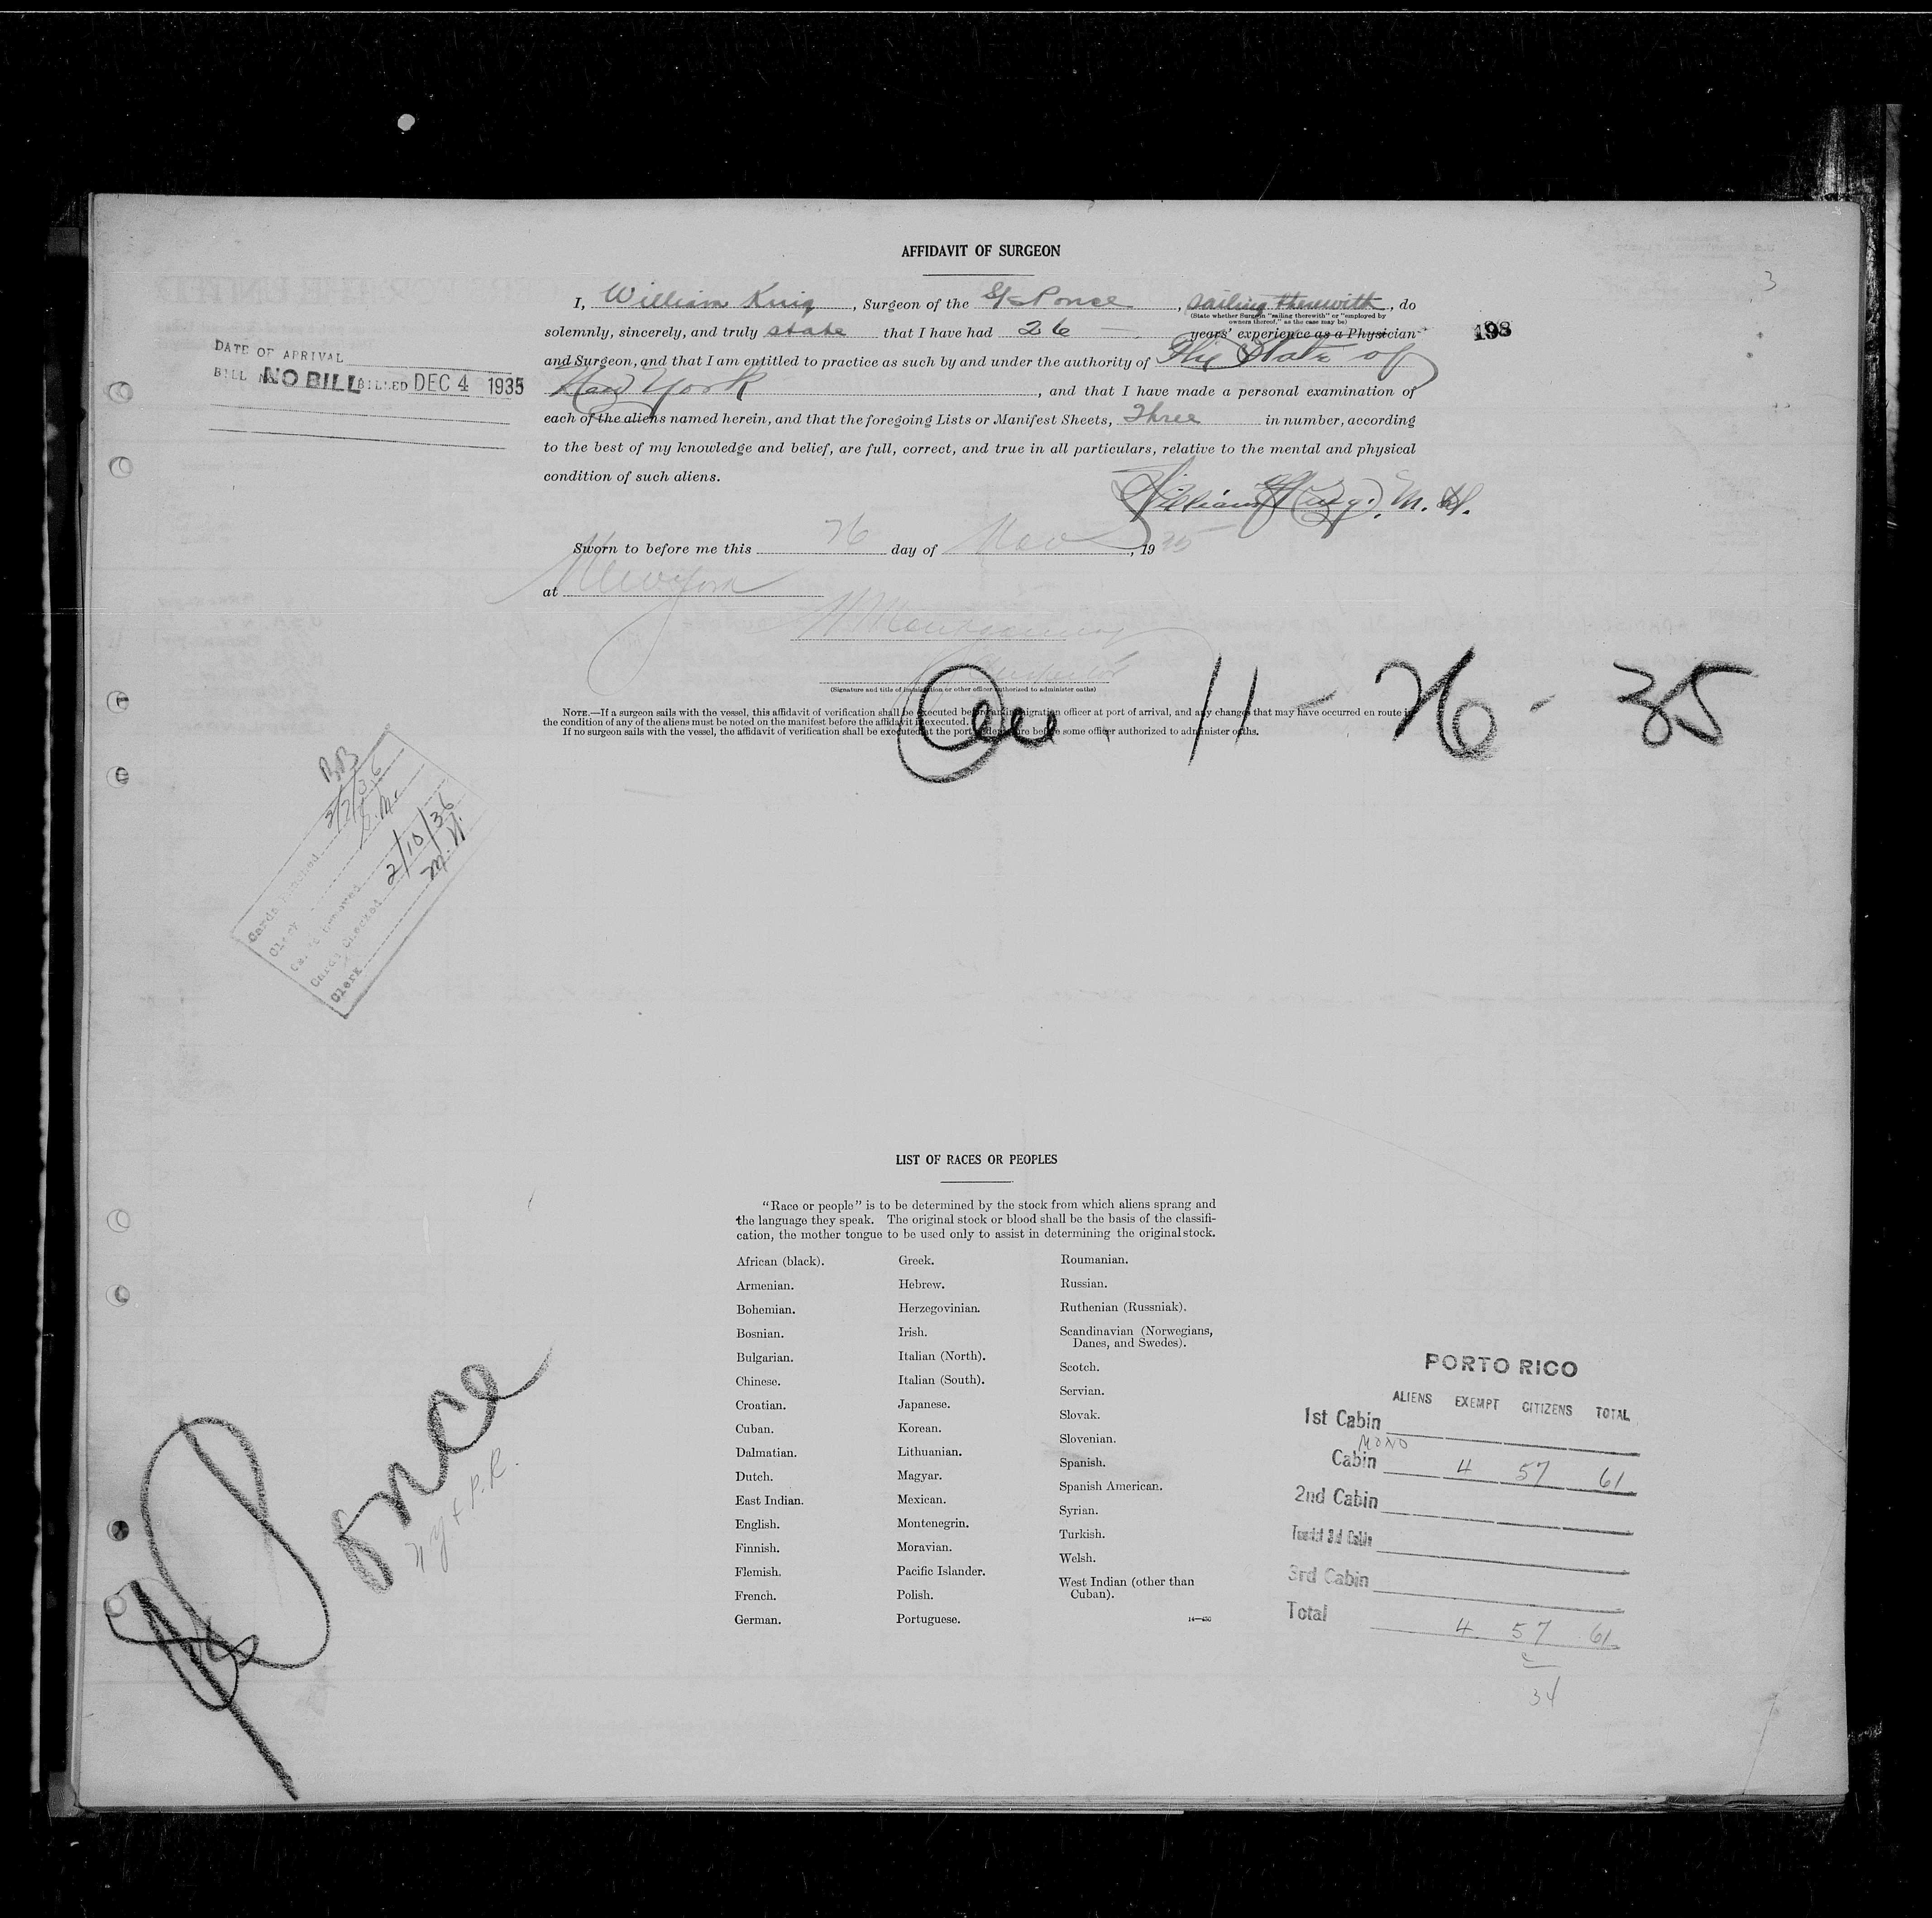 AFFIDAVIT OF SURGEON
I, William King, Surgeon of the S/S Ponce, sailing therewith, do
(State whether Surgeon "sailing therewith" or "employed by
owners thereof," as the case may be)
solemnly, sincerely, and truly state that I have had 26 — years' experience as a Physician
198
and Surgeon, and that I am entitled to practice as such by and under the authority of The State of
New York, and that I have made a personal examination of
each of the aliens named herein, and that the foregoing Lists or Manifest Sheets, Three in number, according
to the best of my knowledge and belief, are full, correct, and true in all particulars, relative to the mental and physical
condition of such aliens.
William King. M. D.
Sworn to before me this 26 day of Nov, 1935
at New York
Inspector
(Signature and title of immigration or other officer authorized to administer oaths)
NOTE.—If a surgeon sails with the vessel, this affidavit of verification shall be executed before an immigration officer at port of arrival, and any changes that may have occurred en route in
the condition of any of the aliens must be noted on the manifest before the affidavit is executed.
If no surgeon sails with the vessel, the affidavit of verification shall be executed at the port of departure before some officer authorized to administer oaths.
11-26-35
3
DATE OF ARRIVAL
BILL NO BILL BILLED DEC 4 1935
Cards Punched 2/7/36
Clerk
Cards Removed
Cards Checked 2/10/36
Clerk M. H.
LIST OF RACES OR PEOPLES
"Race or people" is to be determined by the stock from which aliens sprang and
the language they speak. The original stock or blood shall be the basis of the classifi-
cation, the mother tongue to be used only to assist in determining the original stock.
African (black).
Armenian.
Bohemian.
Bosnian.
Bulgarian.
Chinese.
Croatian.
Cuban.
Dalmatian.
Dutch.
East Indian.
English.
Finnish.
Flemish.
French.
German.
Greek.
Hebrew.
Herzegovinian.
Irish.
Italian (North).
Italian (South).
Japanese.
Korean.
Lithuanian.
Magyar.
Mexican.
Montenegrin.
Moravian.
Pacific Islander.
Polish.
Portuguese.
Roumanian.
Russian.
Ruthenian (Russniak).
Scandinavian (Norwegians,
Danes, and Swedes).
Scotch.
Servian.
Slovak.
Slovenian.
Spanish.
Spanish American.
Syrian.
Turkish.
Welsh.
West Indian (other than
Cuban).
14—430
Ponce
NY & P.R.
PORTO RICO
ALIENS EXEMPT CITIZENS TOTAL
1st Cabin
MONO
Cabin 4 57 61
2nd Cabin
Tourist 3d Cabin
3rd Cabin
Total 4 57 61
34